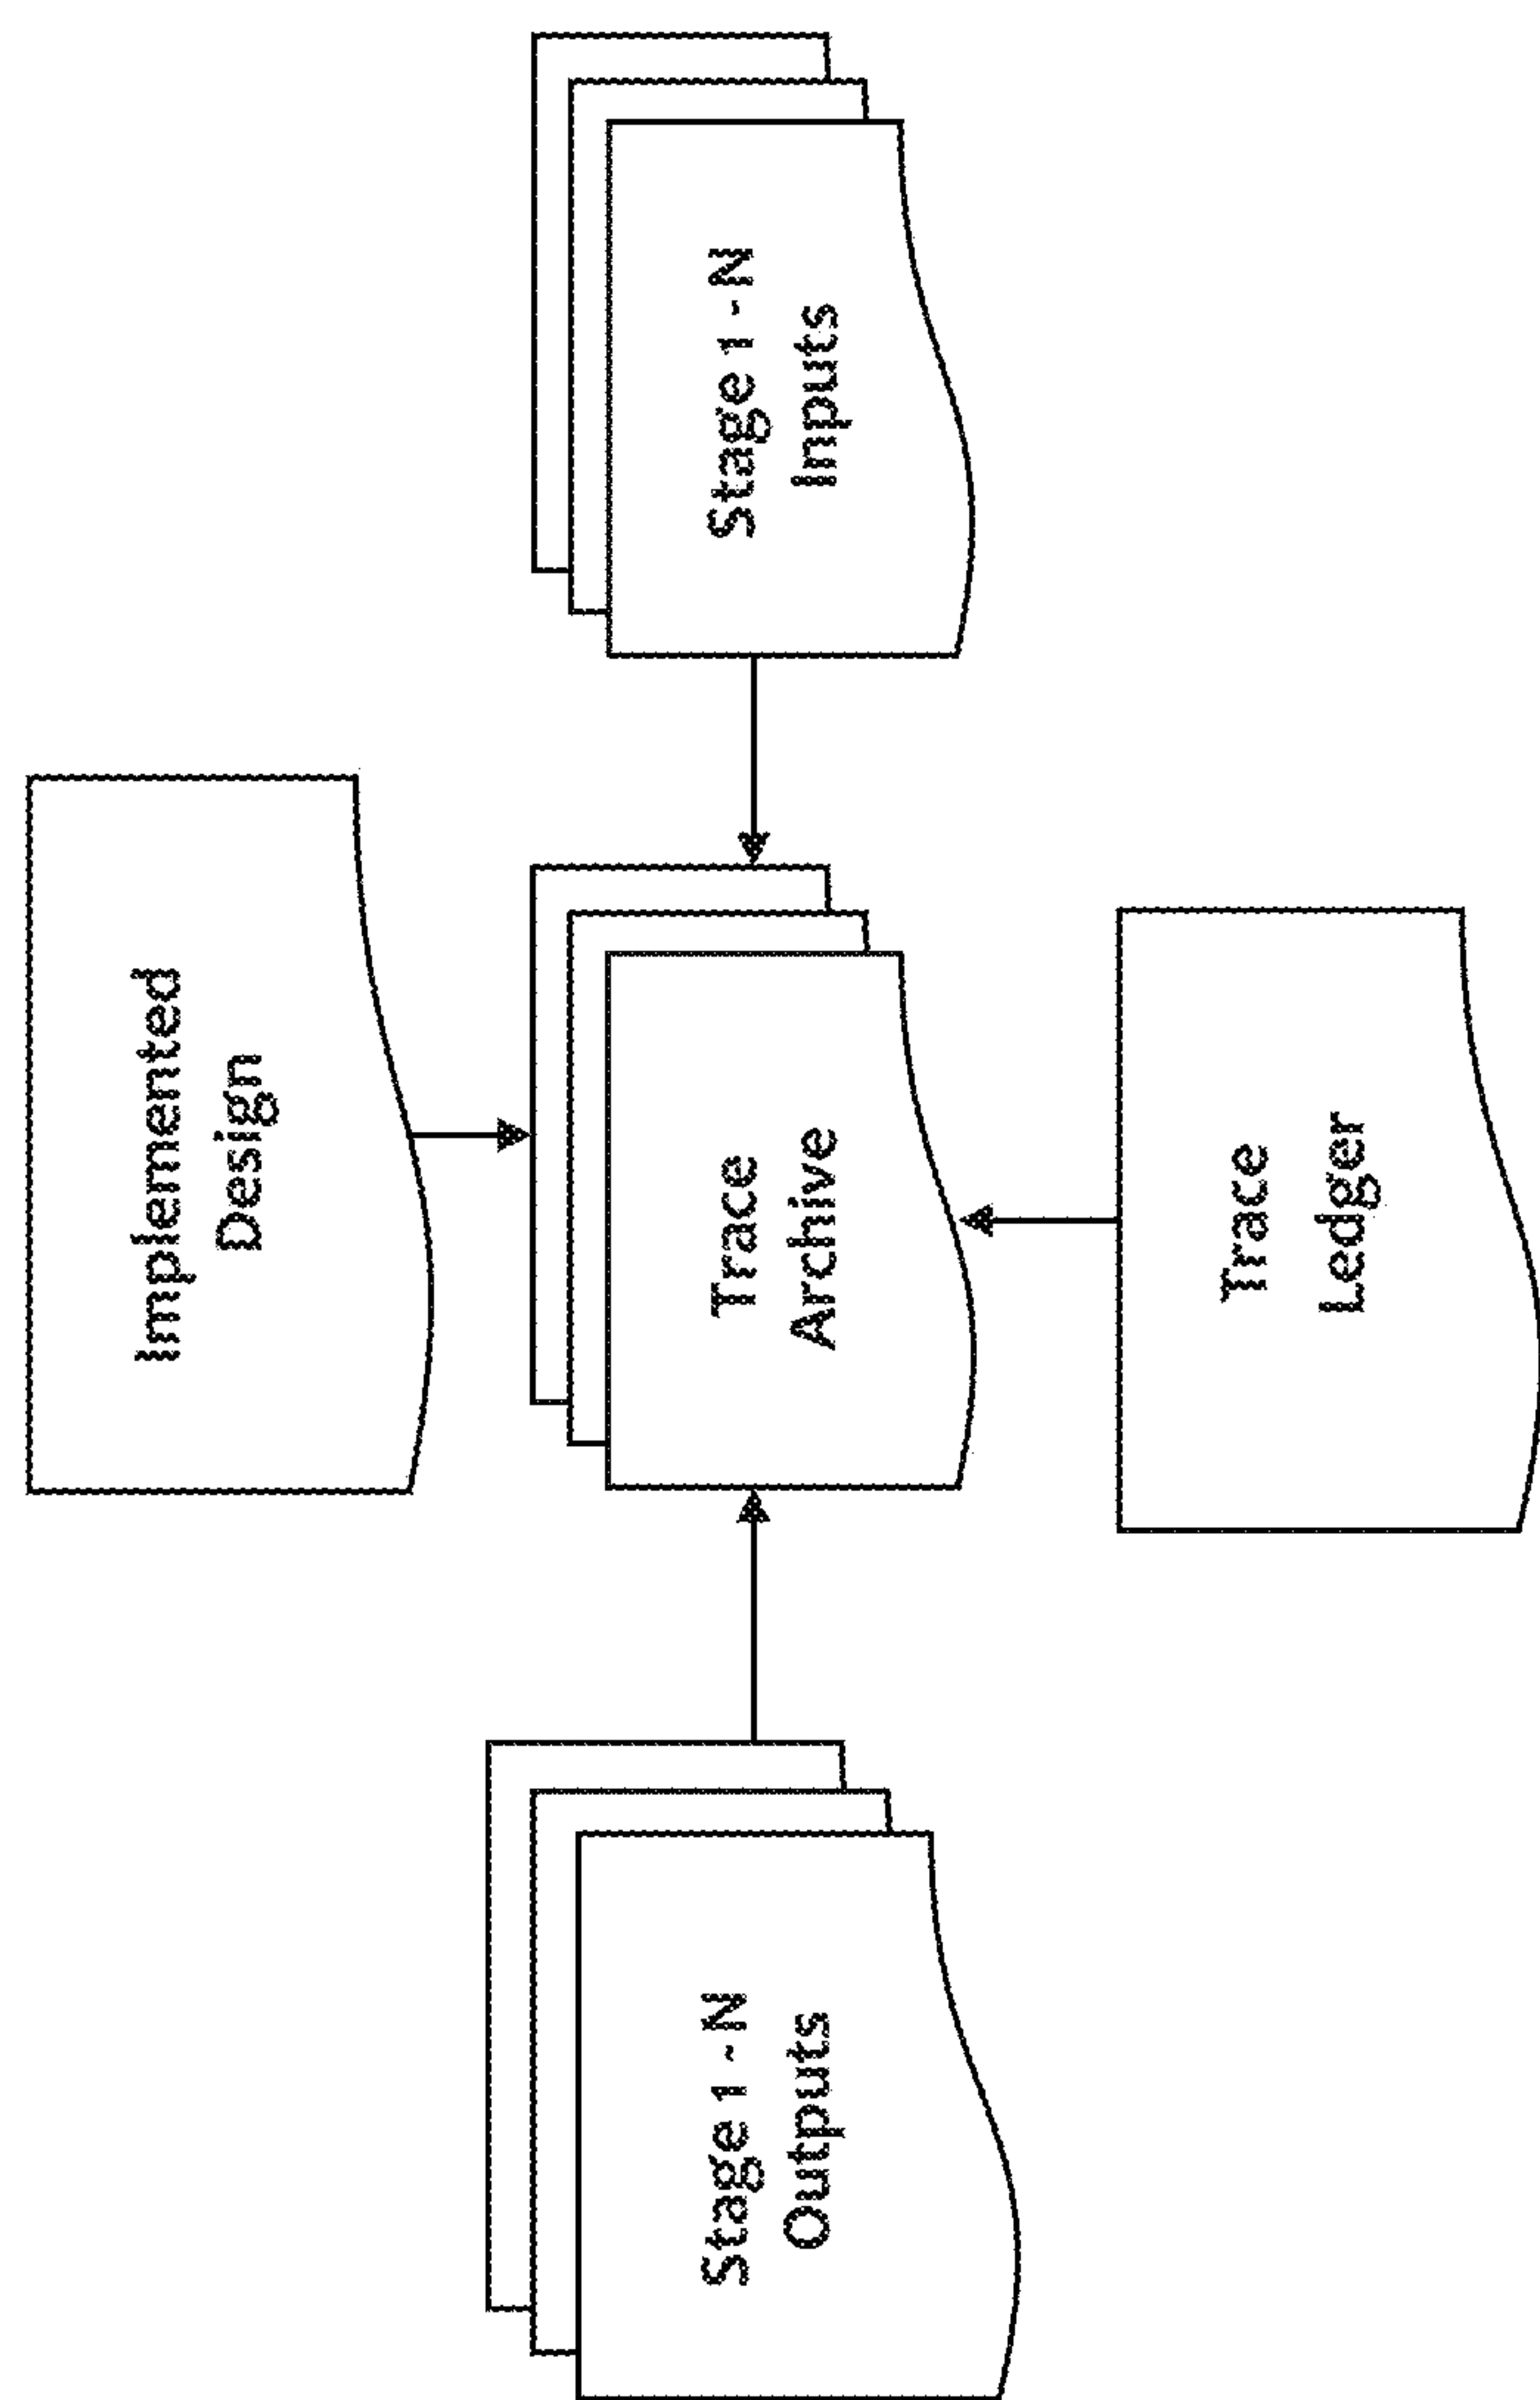 Implemented
Design
Stage 1 - N
Outputs
Trace
Archive
Stage 1 - N
Inputs
Trace
Ledger